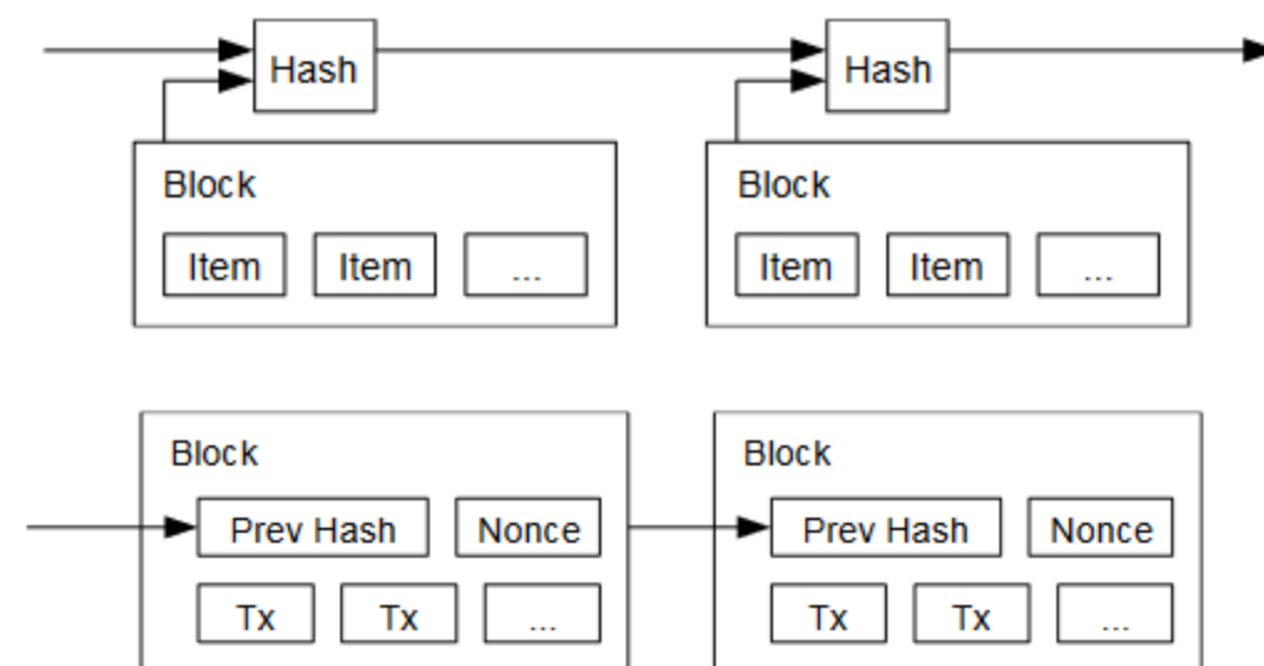 Hash Hash
Block Block
Item Item ... Item Item ...
Block Block
Prev Hash Nonce Prev Hash Nonce
Tx Tx ... Tx Tx ...